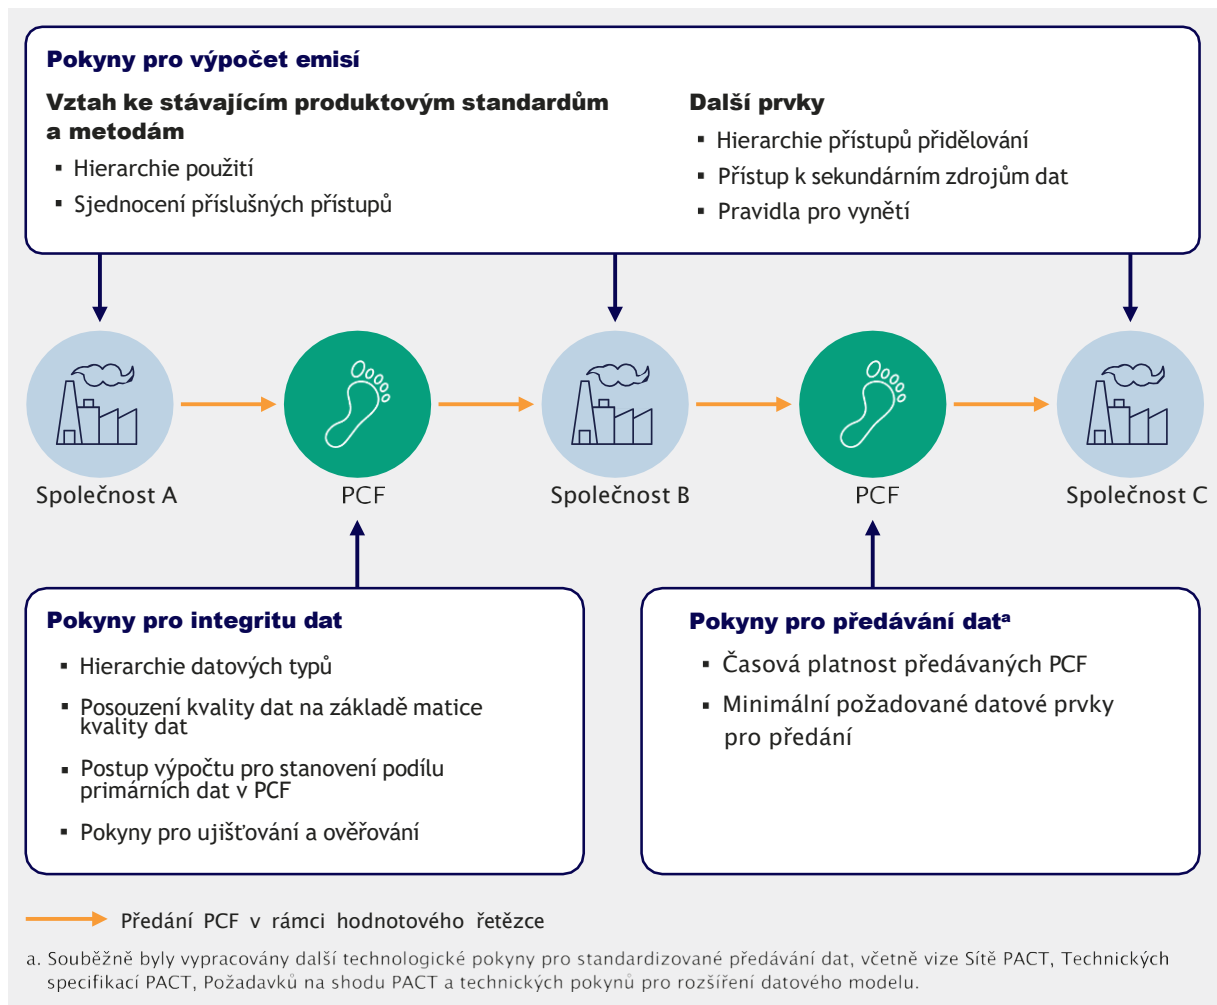 Pokyny pro výpočet emisí
Vztah ke stávajícím produktovým standardům
a metodám
▪ Hierarchie použití
▪ Sjednocení příslušných přístupů
Další prvky
▪ Hierarchie přístupů přidělování
▪ Přístup k sekundárním zdrojům dat
▪ Pravidla pro vynětí
Společnost A
PCF
Společnost B
PCF
Společnost C
Pokyny pro integritu dat
▪ Hierarchie datových typů
▪ Posouzení kvality dat na základě matice
kvality dat
▪ Postup výpočtu pro stanovení podílu
primárních dat v PCF
▪ Pokyny pro ujišťování a ověřování
Pokyny pro předávání datᵃ
▪ Časová platnost předávaných PCF
▪ Minimální požadované datové prvky
pro předání
Předání PCF v rámci hodnotového řetězce
a. Souběžně byly vypracovány další technologické pokyny pro standardizované předávání dat, včetně vize Sítě PACT, Technických
specifikací PACT, Požadavků na shodu PACT a technických pokynů pro rozšíření datového modelu.